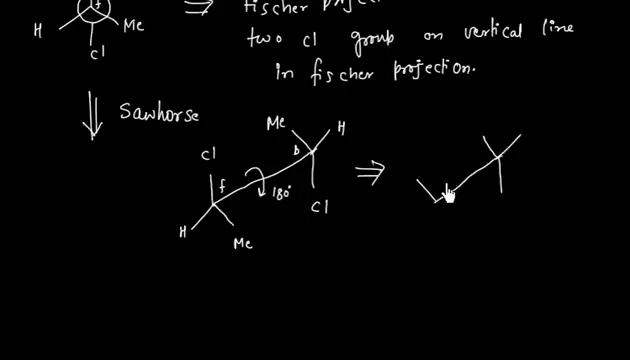 f
H
Me
Cl
⇒ fischer projec
two cl group on vertical line
in fischer projection.
Sawhorse
Me H
Cl b
f 180°
Cl
H
Me